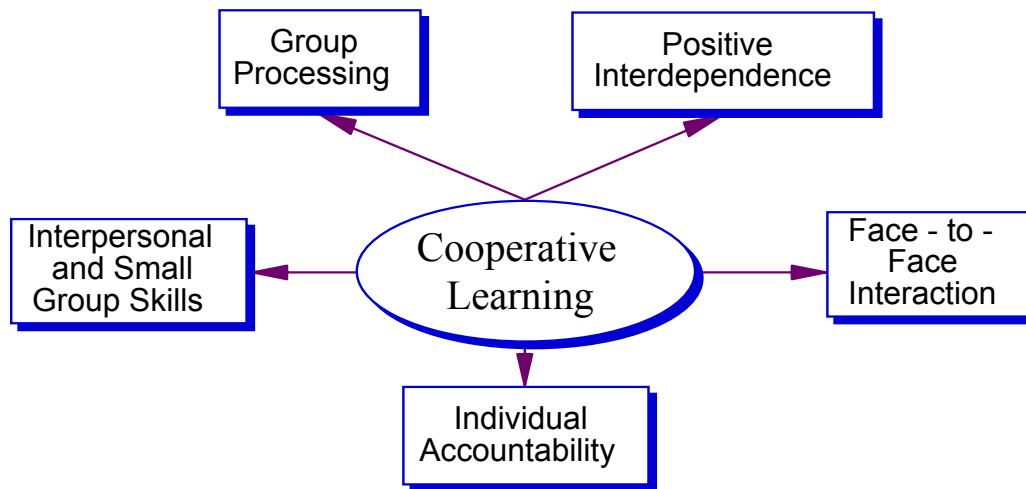 Group
Processing
Positive
Interdependence
Interpersonal
and Small
Group Skills
Cooperative
Learning
Face - to -
Face
Interaction
Individual
Accountability